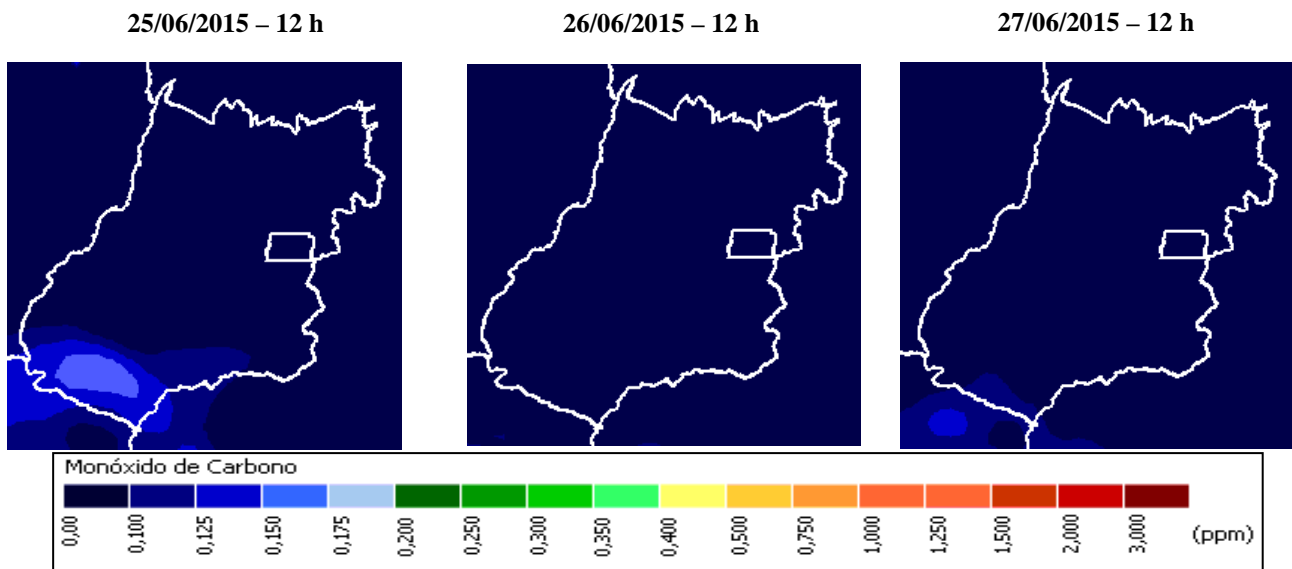 25/06/2015 – 12 h
26/06/2015 – 12 h
27/06/2015 – 12 h
Monóxido de Carbono
0,00 0,100 0,125 0,150 0,175 0,200 0,250 0,300 0,350 0,400 0,500 0,750 1,000 1,250 1,500 2,000 3,000 (ppm)